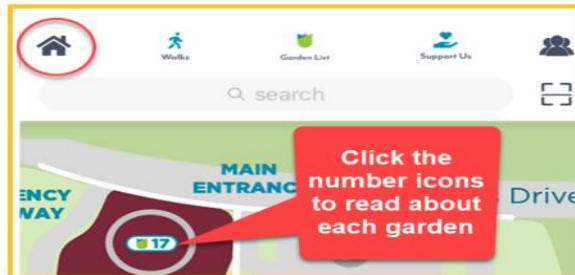 Walks
Garden List
Support Us
search
MAIN
ENTRANC
ENCY
WAY
Drive
17
Click the
number icons
to read about
each garden